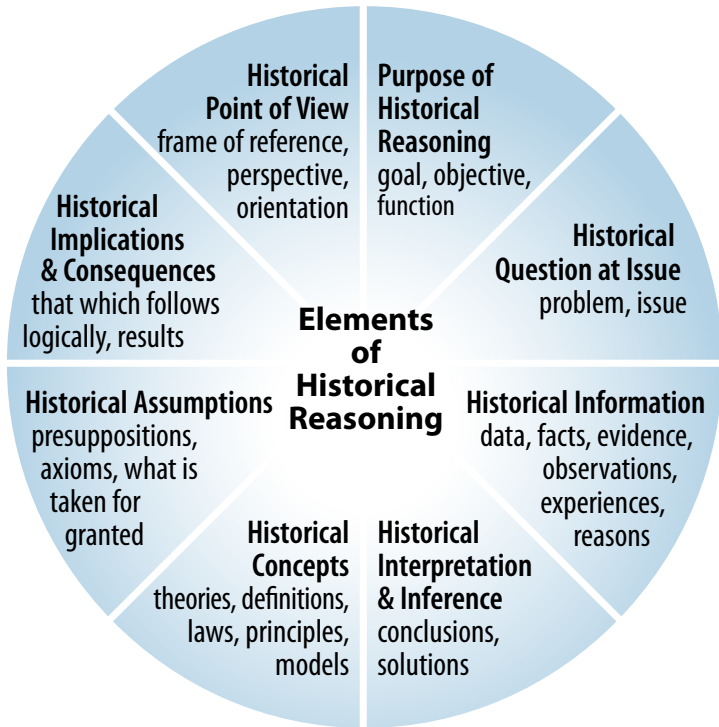 Historical
Point of View
frame of reference,
perspective,
orientation
Purpose of
Historical
Reasoning
goal, objective,
function
Historical
Question at Issue
problem, issue
Historical Information
data, facts, evidence,
observations,
experiences,
reasons
Historical
Interpretation
& Inference
conclusions,
solutions
Historical
Concepts
theories, definitions,
laws, principles,
models
Historical Assumptions
presuppositions,
axioms, what is
taken for
granted
Historical
Implications
& Consequences
that which follows
logically, results
Elements
of
Historical
Reasoning